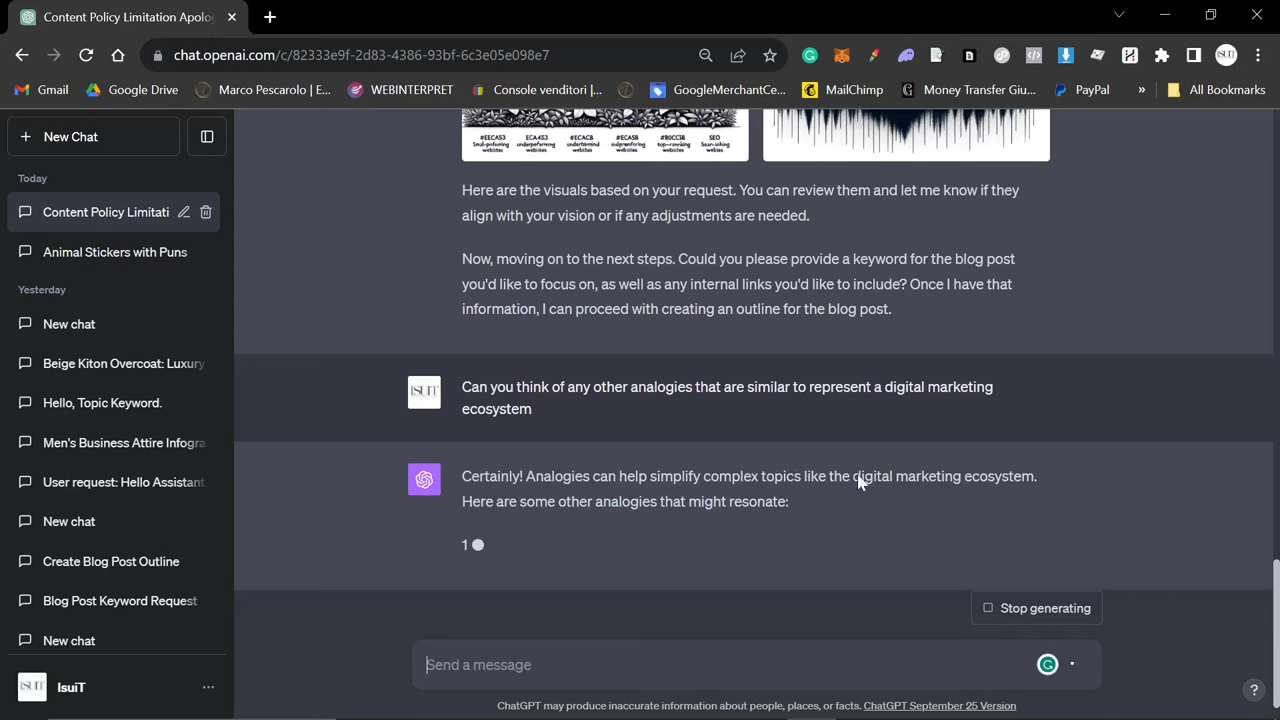 Content Policy Limitation Apolog
chat.openai.com/c/82333e9f-2d83-4386-93bf-6c3e05e098e7
Gmail
Google Drive
Marco Pescarolo | E...
WEBINTERPRET
Console venditori |...
GoogleMerchantCe...
MailChimp
Money Transfer Giu...
PayPal
»
All Bookmarks
New Chat
Today
Content Policy Limitati
Animal Stickers with Puns
Yesterday
New chat
Beige Kiton Overcoat: Luxury
Hello, Topic Keyword.
Men's Business Attire Infogra
User request: Hello Assistant
New chat
Create Blog Post Outline
Blog Post Keyword Request
New chat
ISUIT
IsuiT
Here are the visuals based on your request. You can review them and let me know if they
align with your vision or if any adjustments are needed.
Now, moving on to the next steps. Could you please provide a keyword for the blog post
you'd like to focus on, as well as any internal links you'd like to include? Once I have that
information, I can proceed with creating an outline for the blog post.
ISUIT
Can you think of any other analogies that are similar to represent a digital marketing
ecosystem
Certainly! Analogies can help simplify complex topics like the digital marketing ecosystem.
Here are some other analogies that might resonate:
1
Stop generating
Send a message
ChatGPT may produce inaccurate information about people, places, or facts. ChatGPT September 25 Version
?